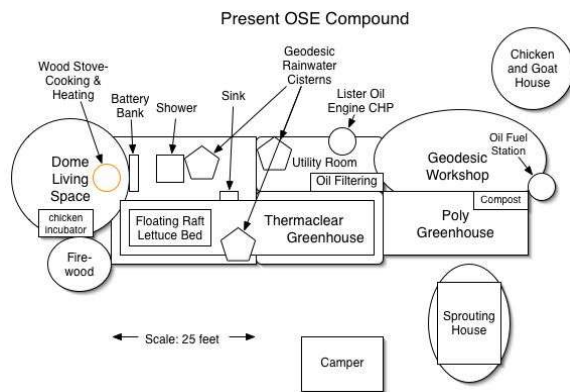 Present OSE Compound
Wood Stove-
Cooking &
Heating
Battery
Bank
Shower
Sink
Geodesic
Rainwater
Cisterns
Lister Oil
Engine CHP
Chicken
and Goat
House
Oil Fuel
Station
Dome
Living
Space
Utility Room
Oil Filtering
Geodesic
Workshop
Compost
chicken
incubator
Floating Raft
Lettuce Bed
Thermaclear
Greenhouse
Poly
Greenhouse
Fire-
wood
Scale: 25 feet
Camper
Sprouting
House